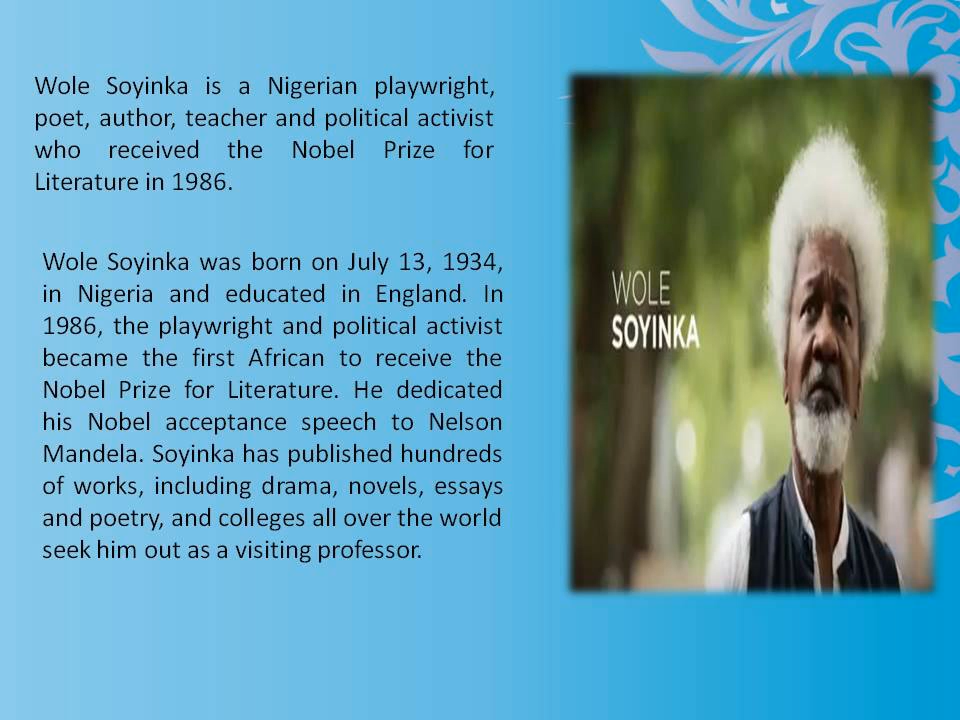 Wole Soyinka is a Nigerian playwright,
poet, author, teacher and political activist
who received the Nobel Prize for
Literature in 1986.
Wole Soyinka was born on July 13, 1934,
in Nigeria and educated in England. In
1986, the playwright and political activist
became the first African to receive the
Nobel Prize for Literature. He dedicated
his Nobel acceptance speech to Nelson
Mandela. Soyinka has published hundreds
of works, including drama, novels, essays
and poetry, and colleges all over the world
seek him out as a visiting professor.
WOLE
SOYINKA